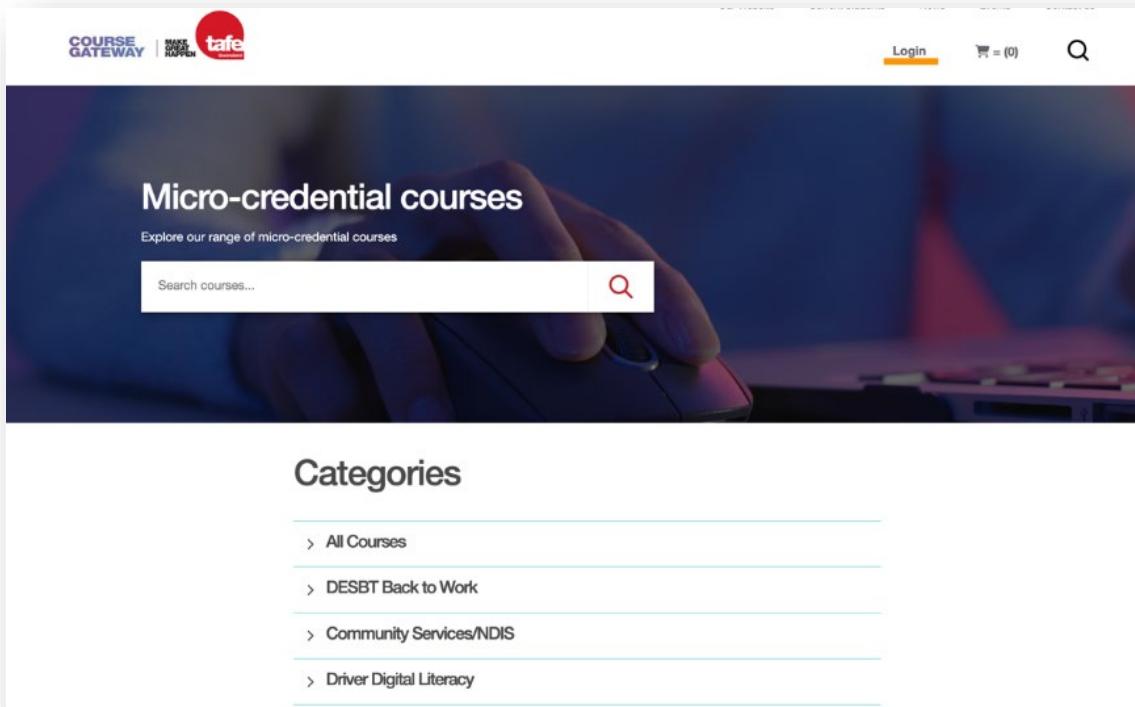 COURSE
GATEWAY
MAKE
GREAT
HAPPEN
tafe
Login
= (0)
Micro-credential courses
Explore our range of micro-credential courses
Search courses...
Categories
All Courses
DESBT Back to Work
Community Services/NDIS
Driver Digital Literacy